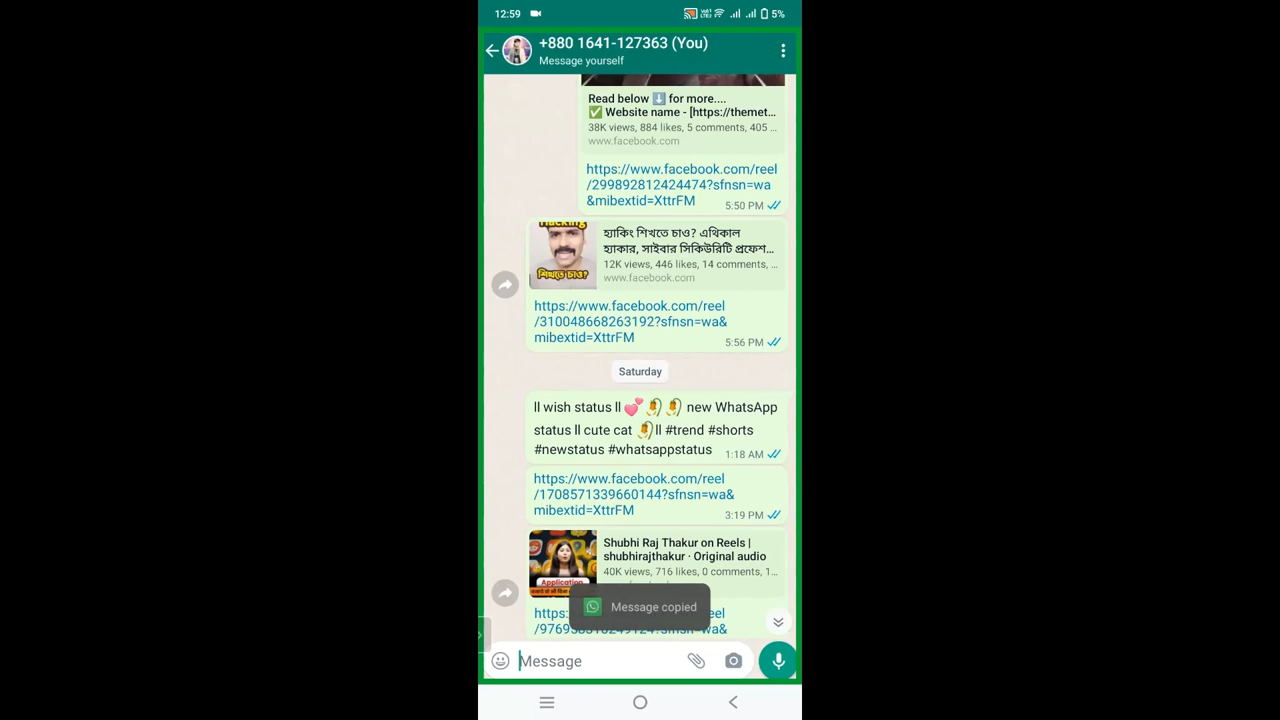 12:59
5%
+880 1641-127363 (You)
Message yourself
Read below ⬇️ for more....
✅ Website name - [https://themet...
38K views, 884 likes, 5 comments, 405 ...
www.facebook.com
https://www.facebook.com/reel
/299892812424474?sfnsn=wa
&mibextid=XttrFM
5:50 PM
Hacking
শিখতে চাও?
হ্যাকিং শিখতে চাও? এথিকাল
হ্যাকার, সাইবার সিকিউরিটি প্রফেশ...
12K views, 446 likes, 14 comments, ...
www.facebook.com
https://www.facebook.com/reel
/310048668263192?sfnsn=wa&
mibextid=XttrFM
5:56 PM
Saturday
ll wish status ll 💕 new WhatsApp
status ll cute cat ll #trend #shorts
#newstatus #whatsappstatus
1:18 AM
https://www.facebook.com/reel
/1708571339660144?sfnsn=wa&
mibextid=XttrFM
3:19 PM
Application
Shubhi Raj Thakur on Reels |
shubhirajthakur · Original audio
40K views, 716 likes, 0 comments, 1...
Message copied
Message